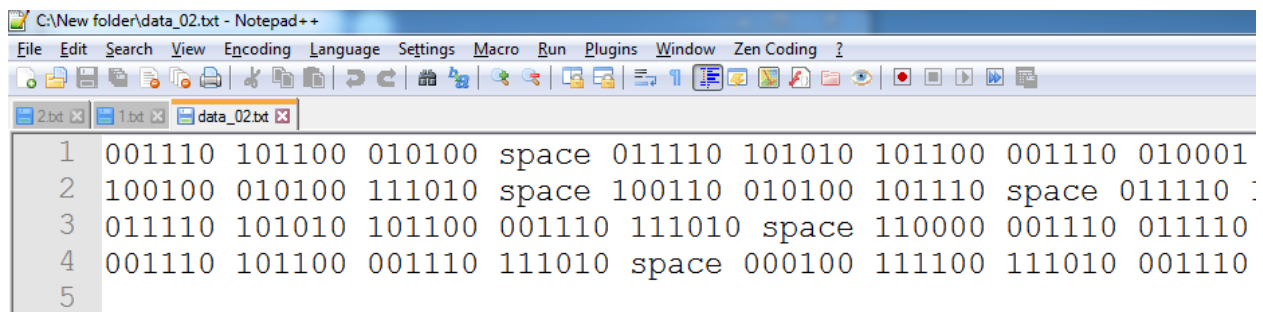 C:\New folder\data_02.txt - Notepad++
File Edit Search View Encoding Language Settings Macro Run Plugins Window Zen Coding ?
2.txt 1.txt data_02.txt
1 001110 101100 010100 space 011110 101010 101100 001110 010001
2 100100 010100 111010 space 100110 010100 101110 space 011110
3 011110 101010 101100 001110 111010 space 110000 001110 011110
4 001110 101100 001110 111010 space 000100 111100 111010 001110
5